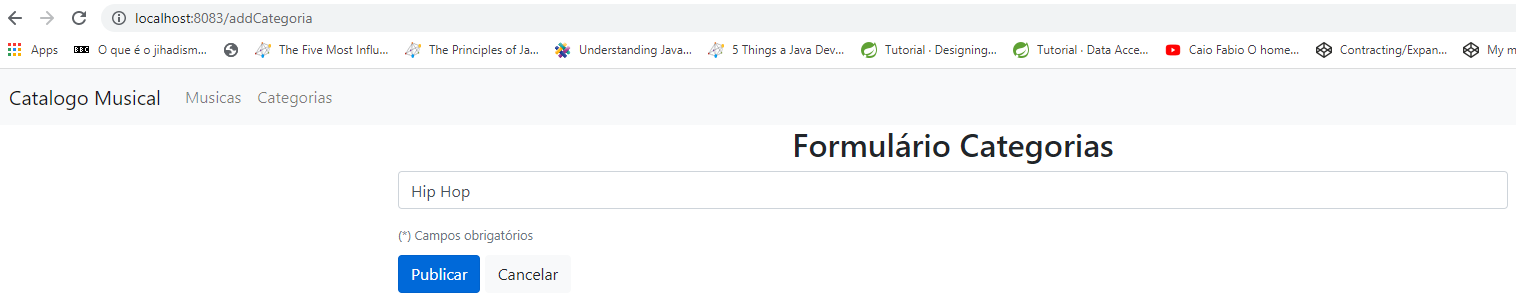 localhost:8083/addCategoria
Apps BBC O que é o jihadism... The Five Most Influ... The Principles of Ja... Understanding Java... 5 Things a Java Dev... Tutorial · Designing... Tutorial · Data Acce... Caio Fabio O home... Contracting/Expan... My m
Catalogo Musical Musicas Categorias
Formulário Categorias
Hip Hop
(*) Campos obrigatórios
Publicar Cancelar